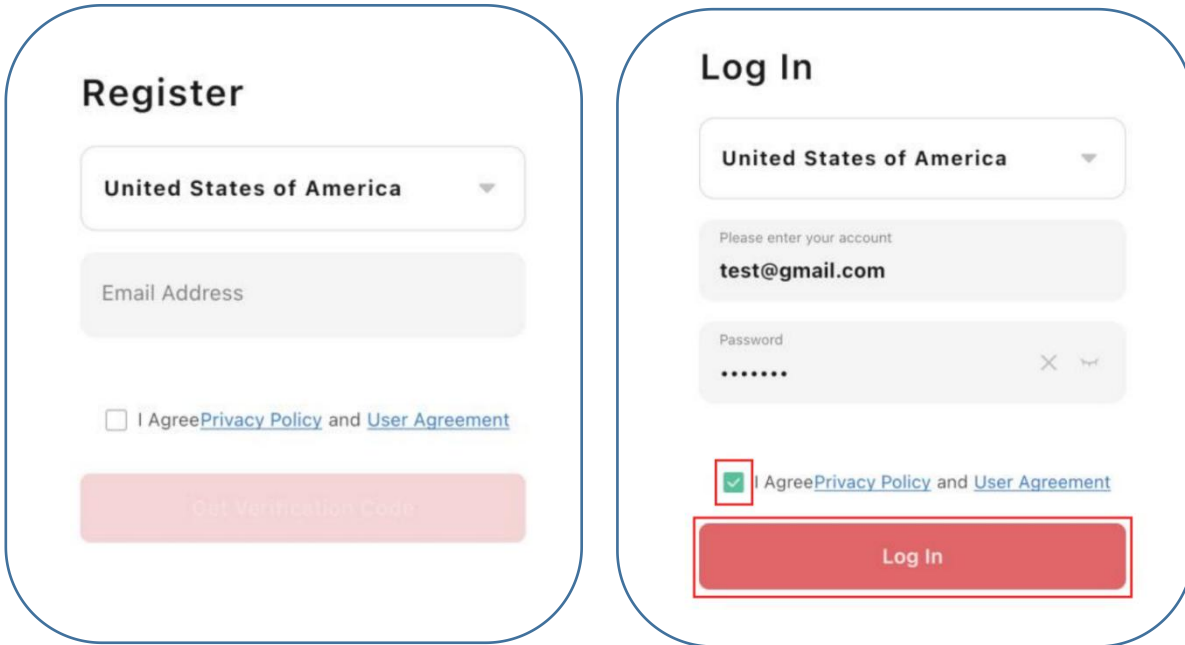 Register
United States of America
Email Address
I AgreePrivacy Policy and User Agreement
Get Verification Code
Log In
United States of America
Please enter your account
test@gmail.com
Password
•••••••
I AgreePrivacy Policy and User Agreement
Log In